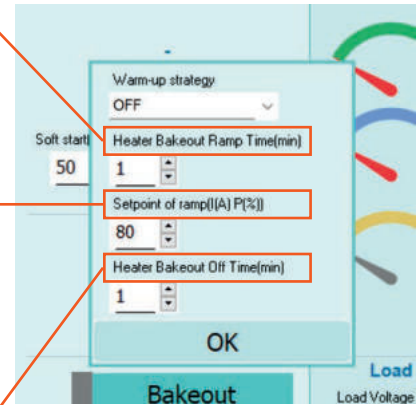 -
Warm-up strategy
OFF
Soft start
Heater Bakeout Ramp Time(min)
50
1
Setpoint of ramp(I(A) P(%))
80
Heater Bakeout Off Time(min)
1
OK
Load
Bakeout
Load Voltage